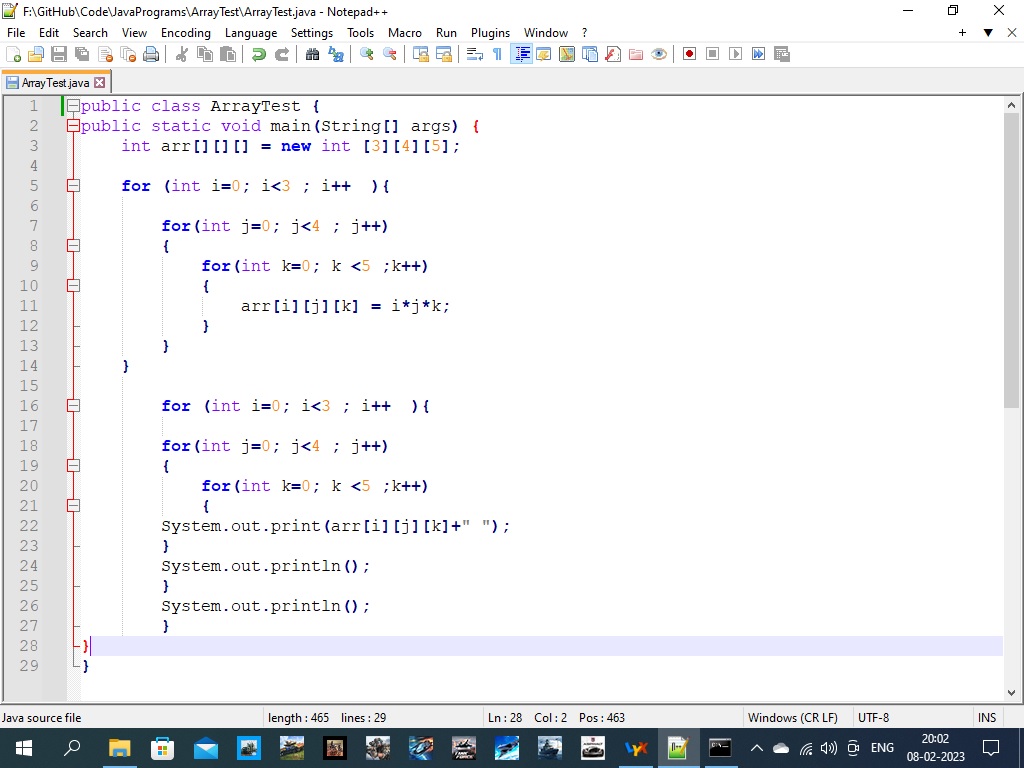 F:\GitHub\Code\JavaPrograms\ArrayTest\ArrayTest.java - Notepad++
File Edit Search View Encoding Language Settings Tools Macro Run Plugins Window ?
ArrayTest.java
1 public class ArrayTest {
2 public static void main(String[] args) {
3 int arr[][][] = new int [3][4][5];
4
5 for (int i=0; i<3 ; i++  ){
6
7 for(int j=0; j<4 ; j++)
8 {
9 for(int k=0; k <5 ;k++)
10 {
11 arr[i][j][k] = i*j*k;
12 }
13 }
14 }
15
16 for (int i=0; i<3 ; i++  ){
17
18 for(int j=0; j<4 ; j++)
19 {
20 for(int k=0; k <5 ;k++)
21 {
22 System.out.print(arr[i][j][k]+" ");
23 }
24 System.out.println();
25 }
26 System.out.println();
27 }
28 }
29 }
Java source file length : 465 lines : 29 Ln : 28 Col : 2 Pos : 463 Windows (CR LF) UTF-8 INS
ENG 20:02
08-02-2023